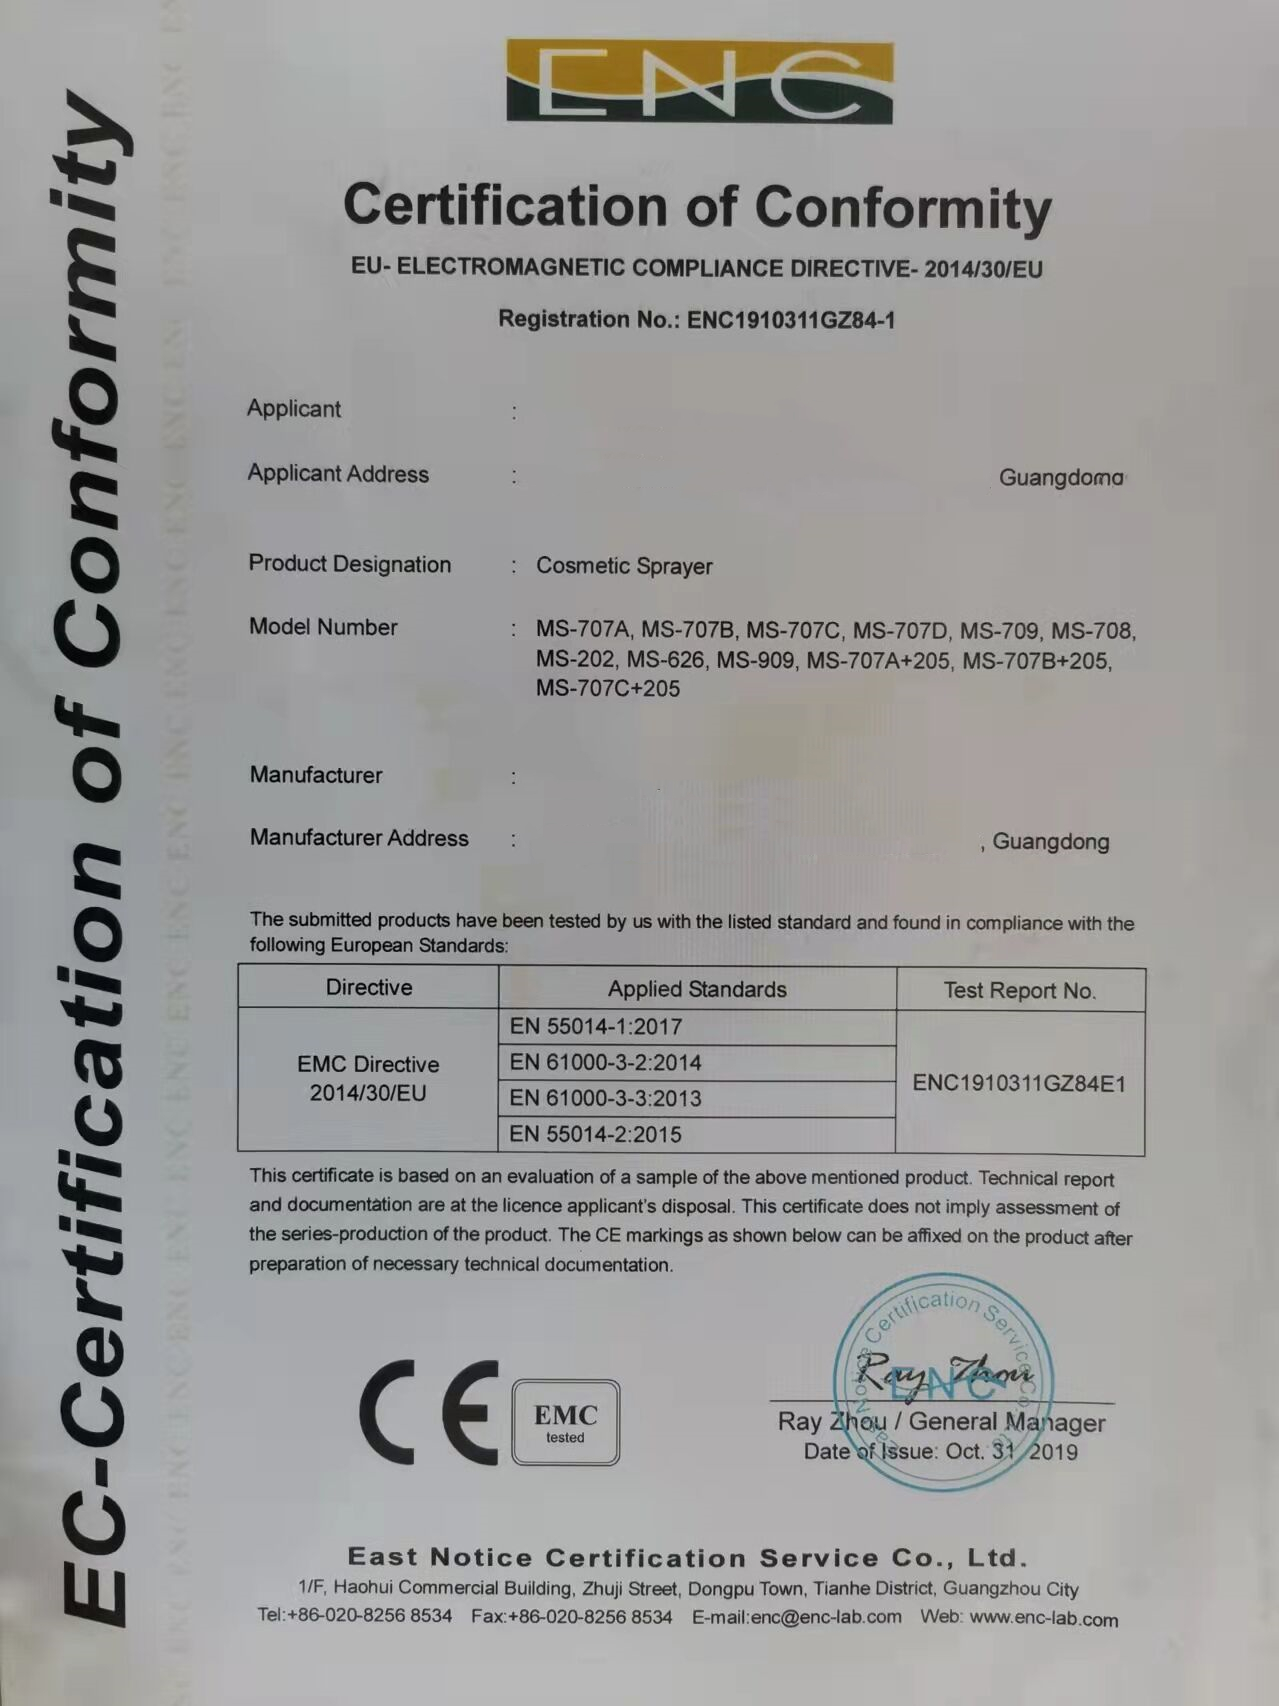 ENC
Certification of Conformity
EU- ELECTROMAGNETIC COMPLIANCE DIRECTIVE- 2014/30/EU
Registration No.: ENC1910311GZ84-1
Applicant :
Applicant Address : Guangdong
Product Designation : Cosmetic Sprayer
Model Number : MS-707A, MS-707B, MS-707C, MS-707D, MS-709, MS-708,
MS-202, MS-626, MS-909, MS-707A+205, MS-707B+205,
MS-707C+205
Manufacturer :
Manufacturer Address : , Guangdong
The submitted products have been tested by us with the listed standard and found in compliance with the
following European Standards:
Directive Applied Standards Test Report No.
EMC Directive
2014/30/EU
EN 55014-1:2017
EN 61000-3-2:2014
EN 61000-3-3:2013
EN 55014-2:2015
ENC1910311GZ84E1
This certificate is based on an evaluation of a sample of the above mentioned product. Technical report
and documentation are at the licence applicant's disposal. This certificate does not imply assessment of
the series-production of the product. The CE markings as shown below can be affixed on the product after
preparation of necessary technical documentation.
CE
EMC
tested
Notice Certification Service Co.,
ENC
Ray Zhou
Ray Zhou / General Manager
Date of Issue: Oct. 31 2019
East Notice Certification Service Co., Ltd.
1/F, Haohui Commercial Building, Zhuji Street, Dongpu Town, Tianhe District, Guangzhou City
Tel:+86-020-8256 8534 Fax:+86-020-8256 8534 E-mail:enc@enc-lab.com Web: www.enc-lab.com
EC-Certification of Conformity